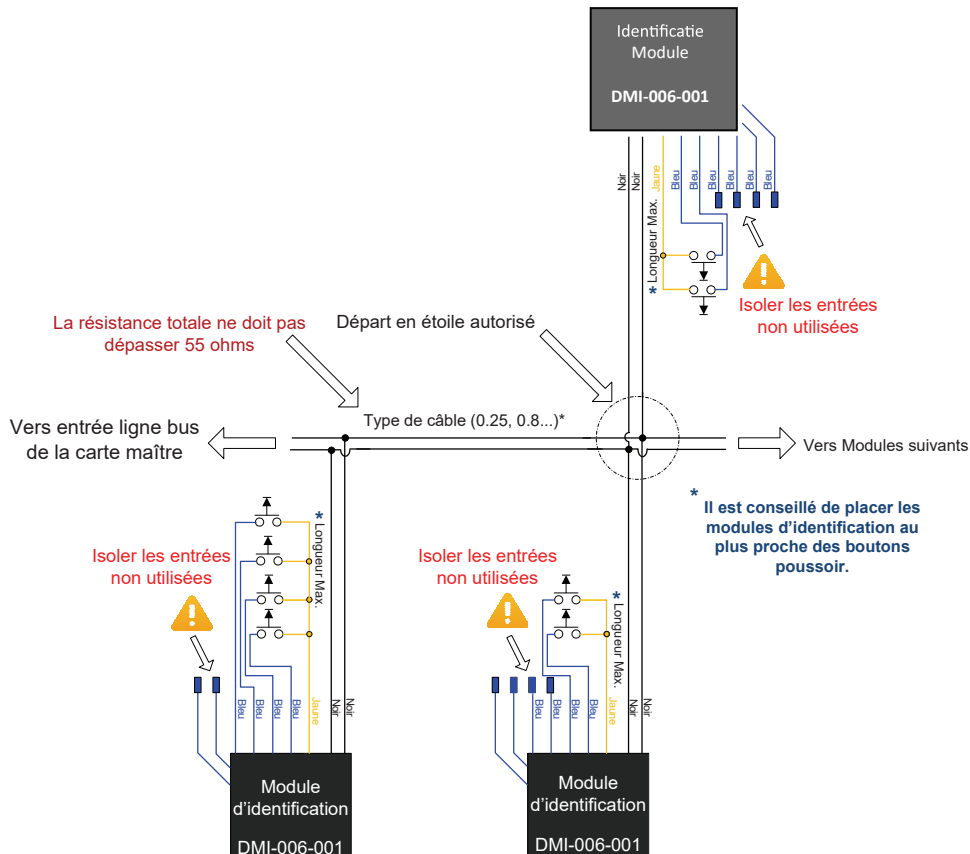 Identificatie
Module
DMI-006-001
Noir
Noir
Jaune
Bleu
Bleu
Bleu
Bleu
Bleu
Bleu
* Longueur Max.
Isoler les entrées
non utilisées
La résistance totale ne doit pas
dépasser 55 ohms
Départ en étoile autorisé
Type de câble (0.25, 0.8...)*
Vers entrée ligne bus
de la carte maître
Vers Modules suivants
* Il est conseillé de placer les
modules d'identification au
plus proche des boutons
poussoir.
Isoler les entrées
non utilisées
* Longueur Max.
Bleu
Bleu
Bleu
Bleu
Jaune
Noir
Noir
Module
d'identification
DMI-006-001
Isoler les entrées
non utilisées
* Longueur Max.
Bleu
Bleu
Bleu
Bleu
Jaune
Noir
Noir
Module
d'identification
DMI-006-001